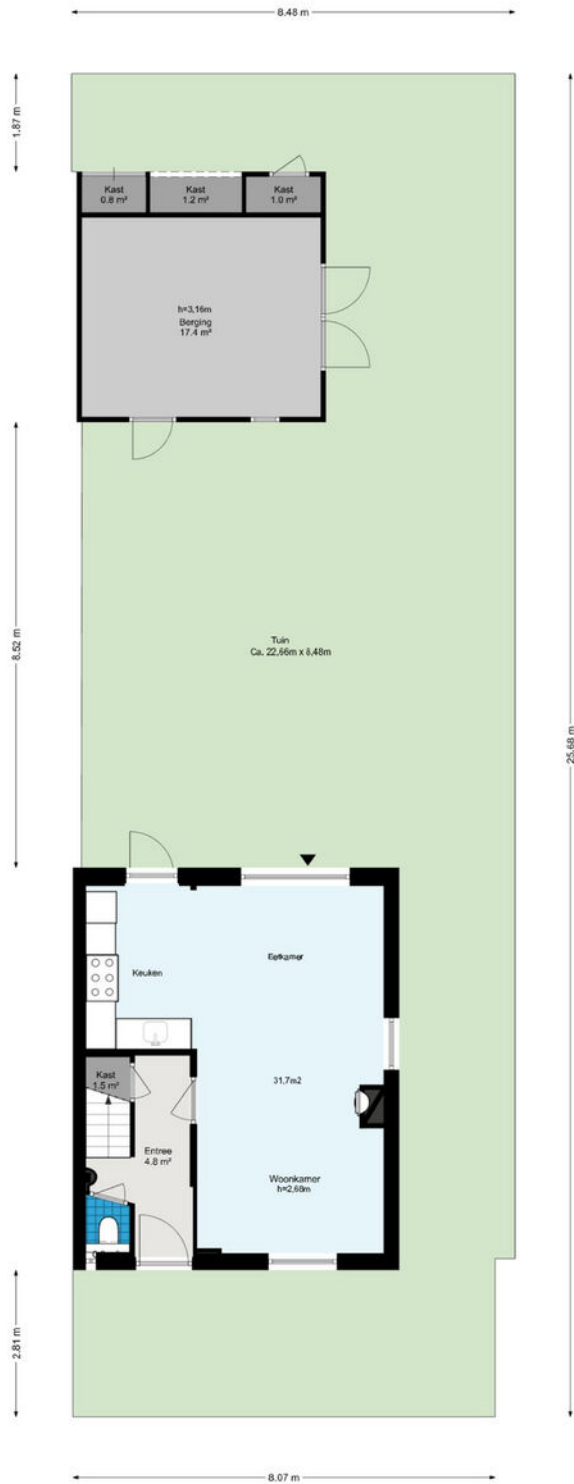 8.48 m
1.87 m
Kast
0.8 m²
Kast
1.2 m²
Kast
1.0 m²
h=3,16m
Berging
17.4 m²
8.52 m
Tuin
Ca. 22,66m x 8,48m
25.68 m
Keuken
Eetkamer
Kast
1.5 m²
31,7m2
Entree
4.8 m²
Woonkamer
h=2,68m
2.81 m
8.07 m